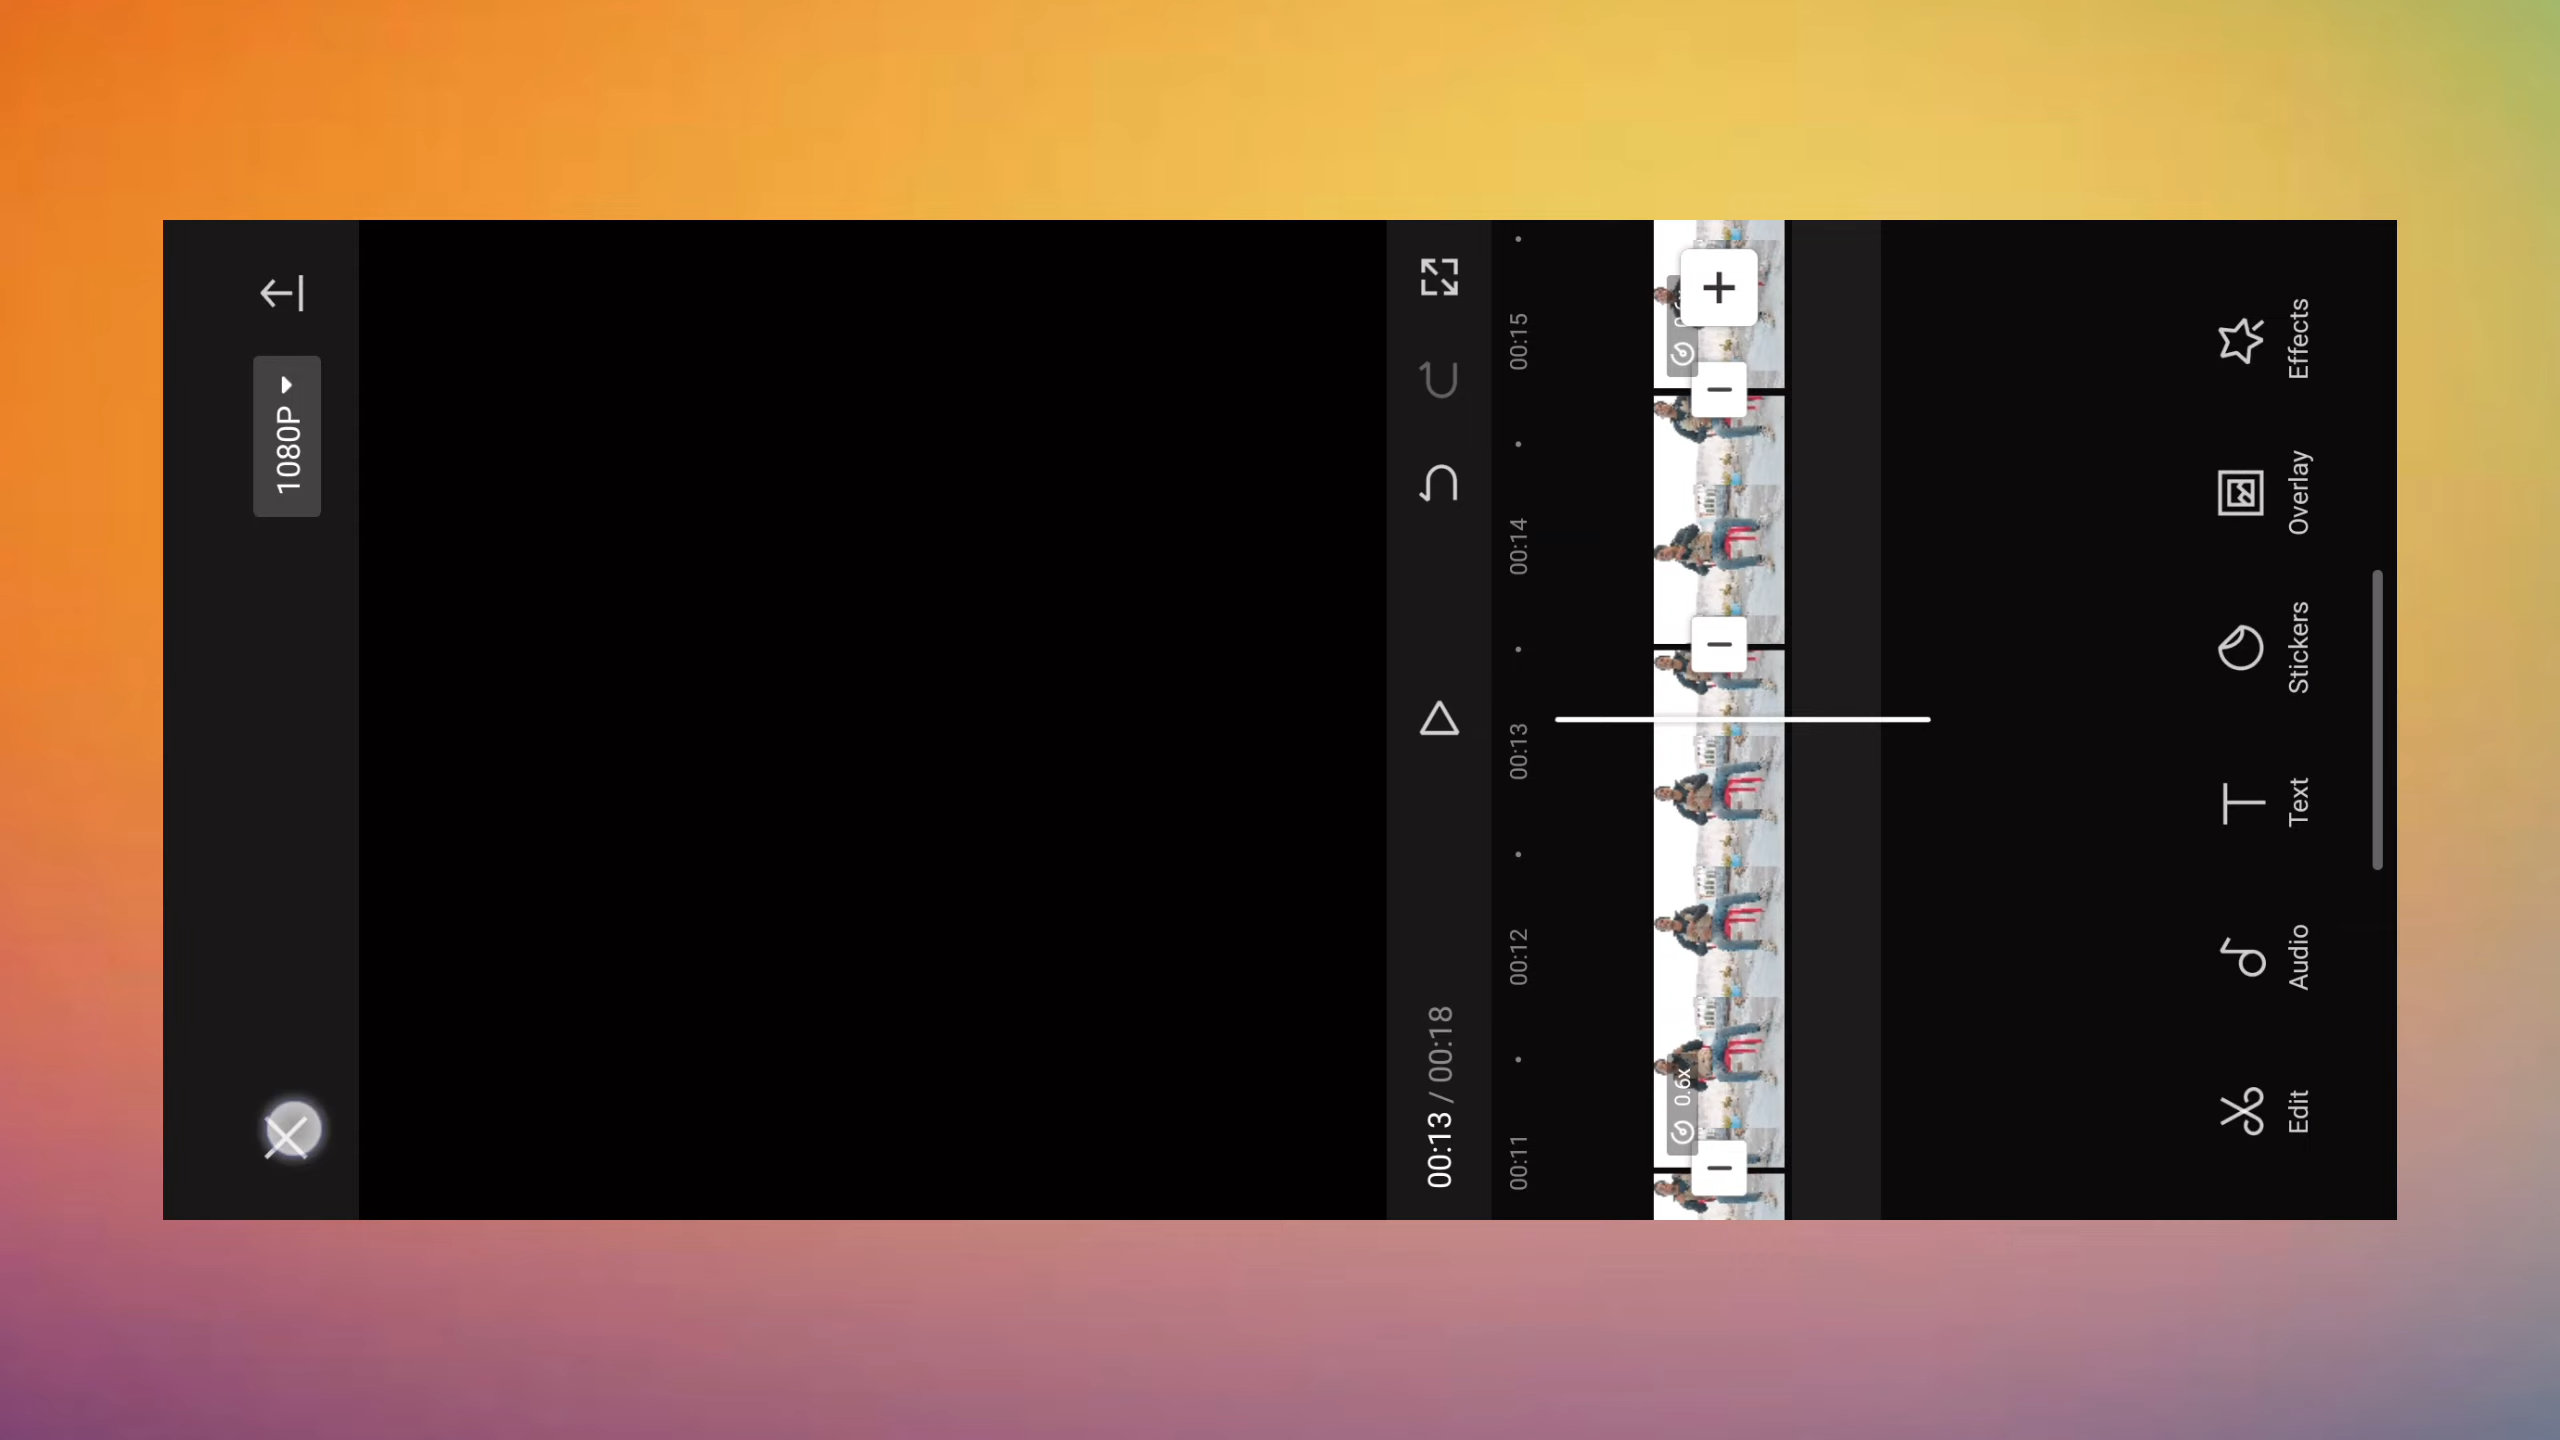 1080P
00:13 / 00:18
00:11
00:12
00:13
00:14
00:15
0.6x
Edit
Audio
Text
Stickers
Overlay
Effects